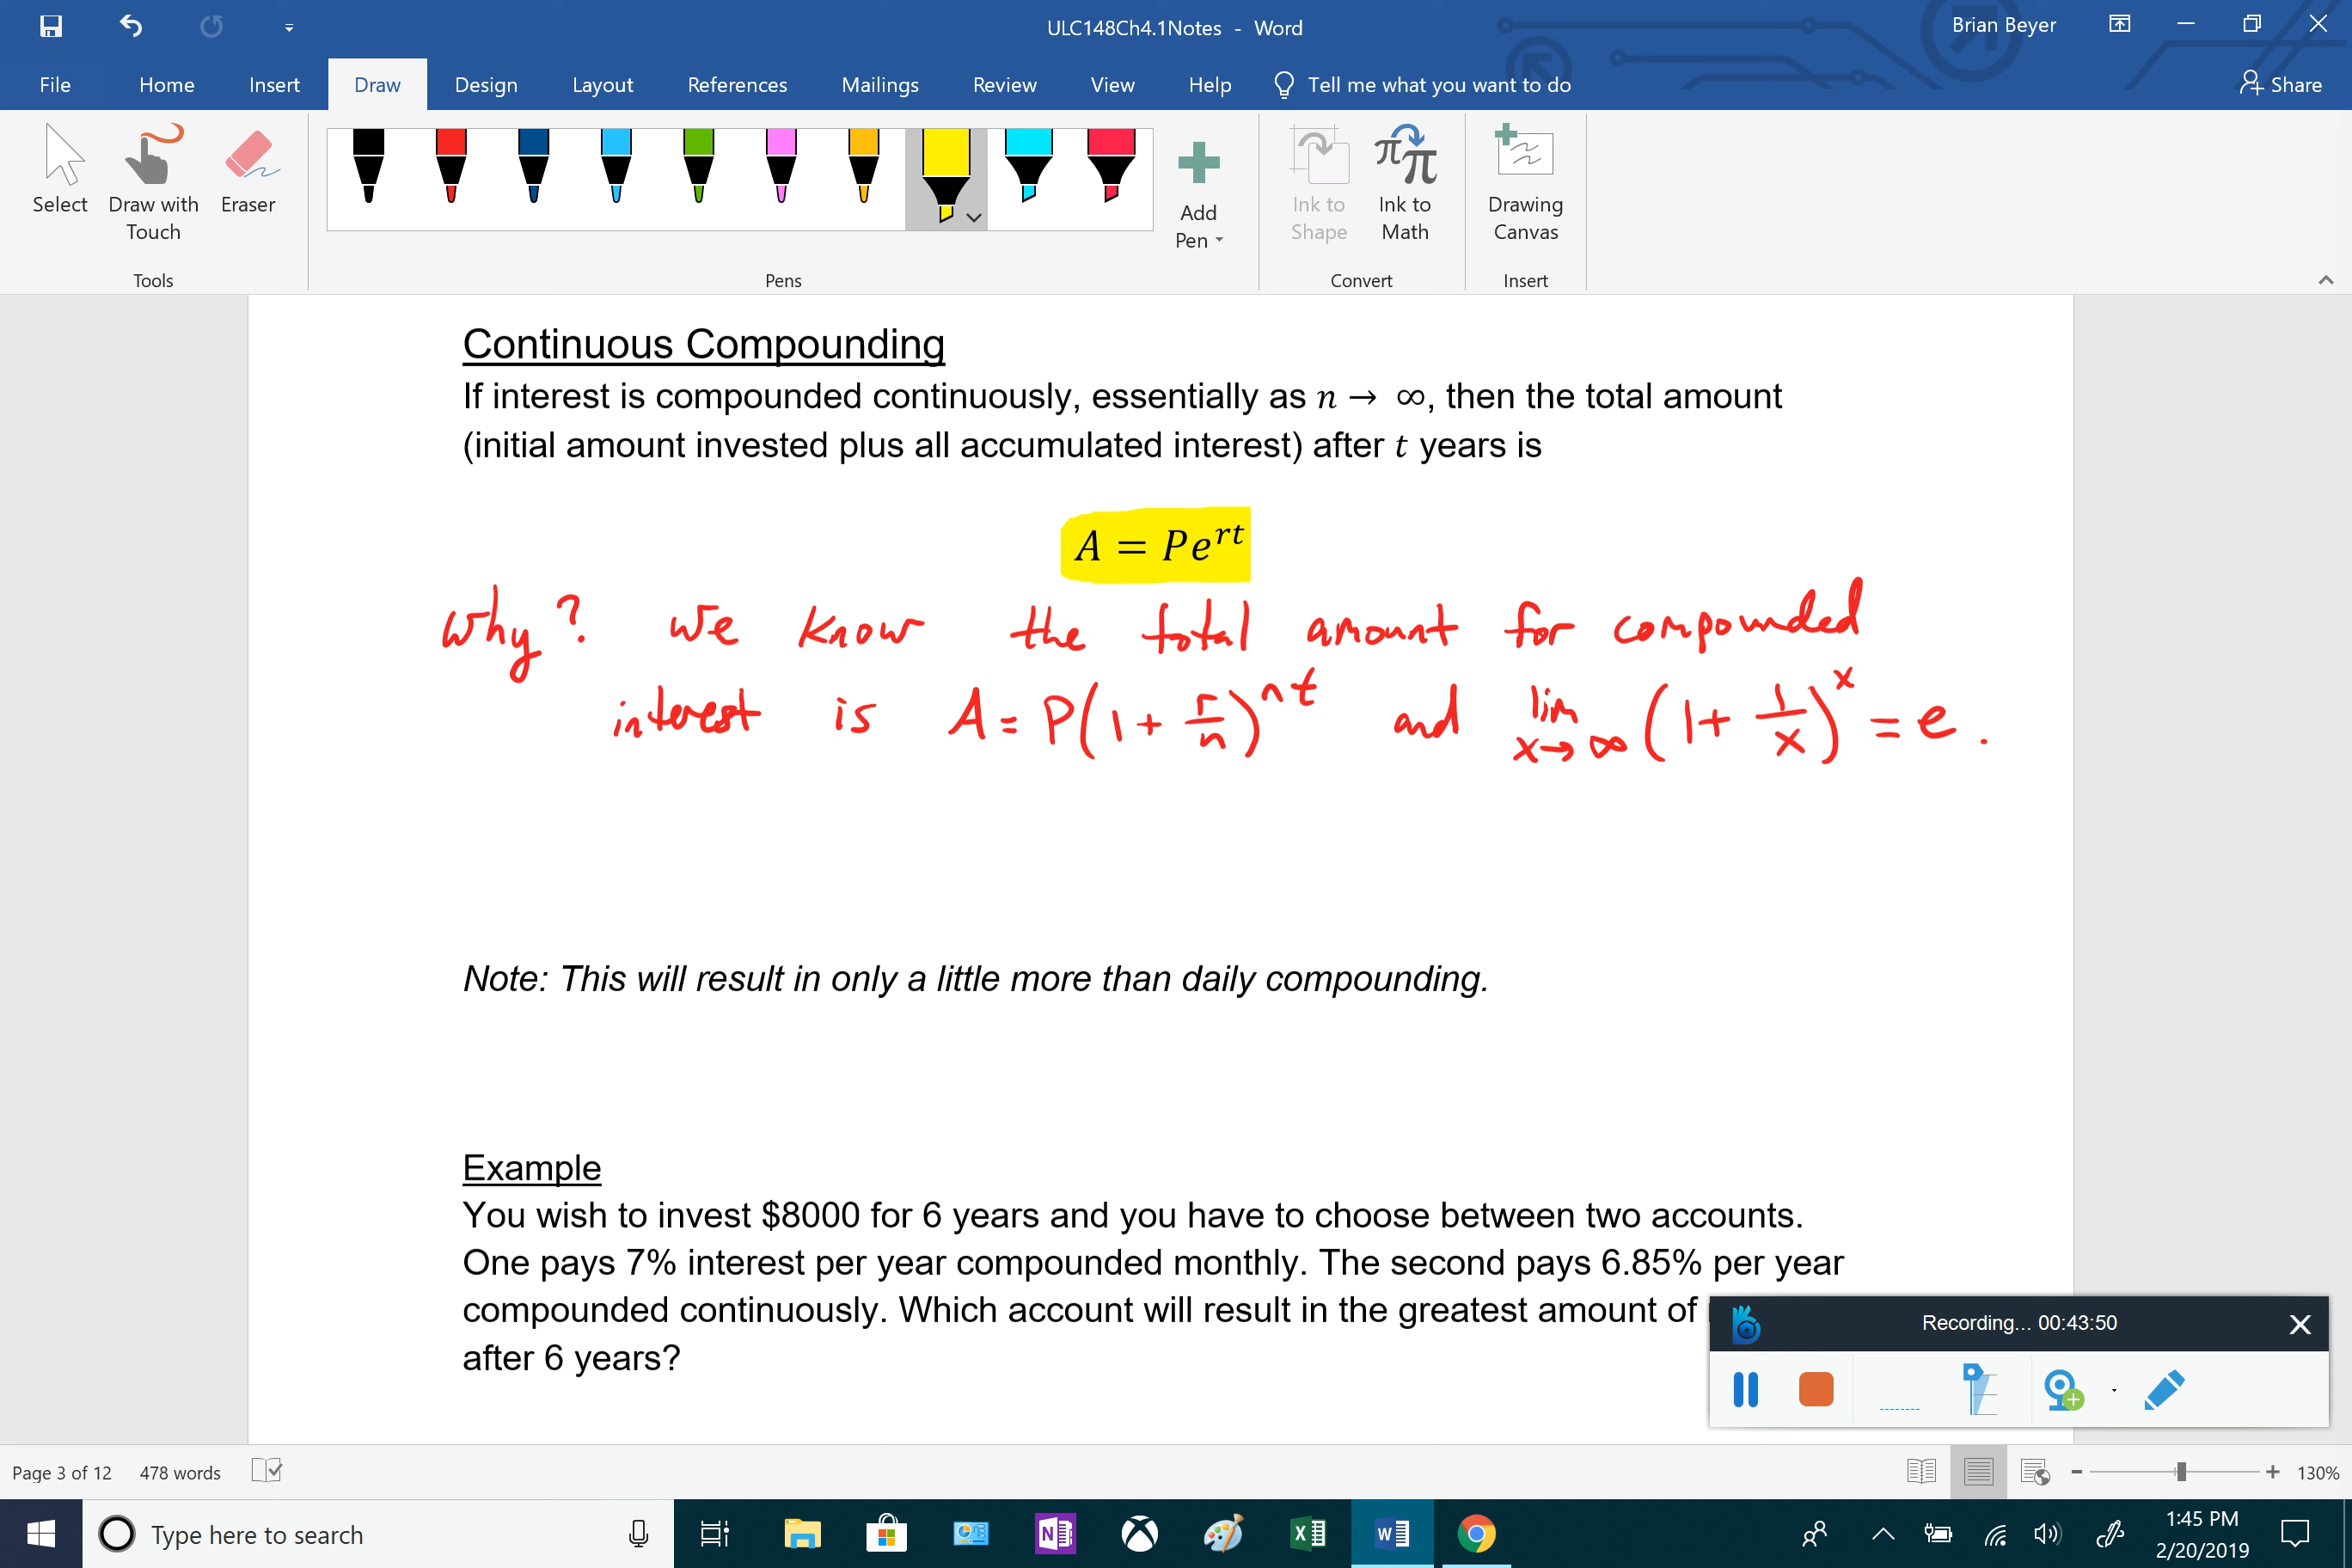 ULC148Ch4.1Notes - Word
Brian Beyer
File Home Insert Draw Design Layout References Mailings Review View Help Tell me what you want to do Share
Select Draw with Touch Eraser
Add Pen
Ink to Shape Ink to Math
Drawing Canvas
Tools Pens Convert Insert
Continuous Compounding
If interest is compounded continuously, essentially as n → ∞, then the total amount
(initial amount invested plus all accumulated interest) after t years is
A = Pe^{rt}
Why? We know the total amount for compounded
interest is A = P(1 + r/n)^{nt} and lim x→∞ (1 + 1/x)^x = e.
Note: This will result in only a little more than daily compounding.
Example
You wish to invest $8000 for 6 years and you have to choose between two accounts.
One pays 7% interest per year compounded monthly. The second pays 6.85% per year
compounded continuously. Which account will result in the greatest amount of
after 6 years?
Recording... 00:43:50
Page 3 of 12 478 words
130%
Type here to search
1:45 PM
2/20/2019